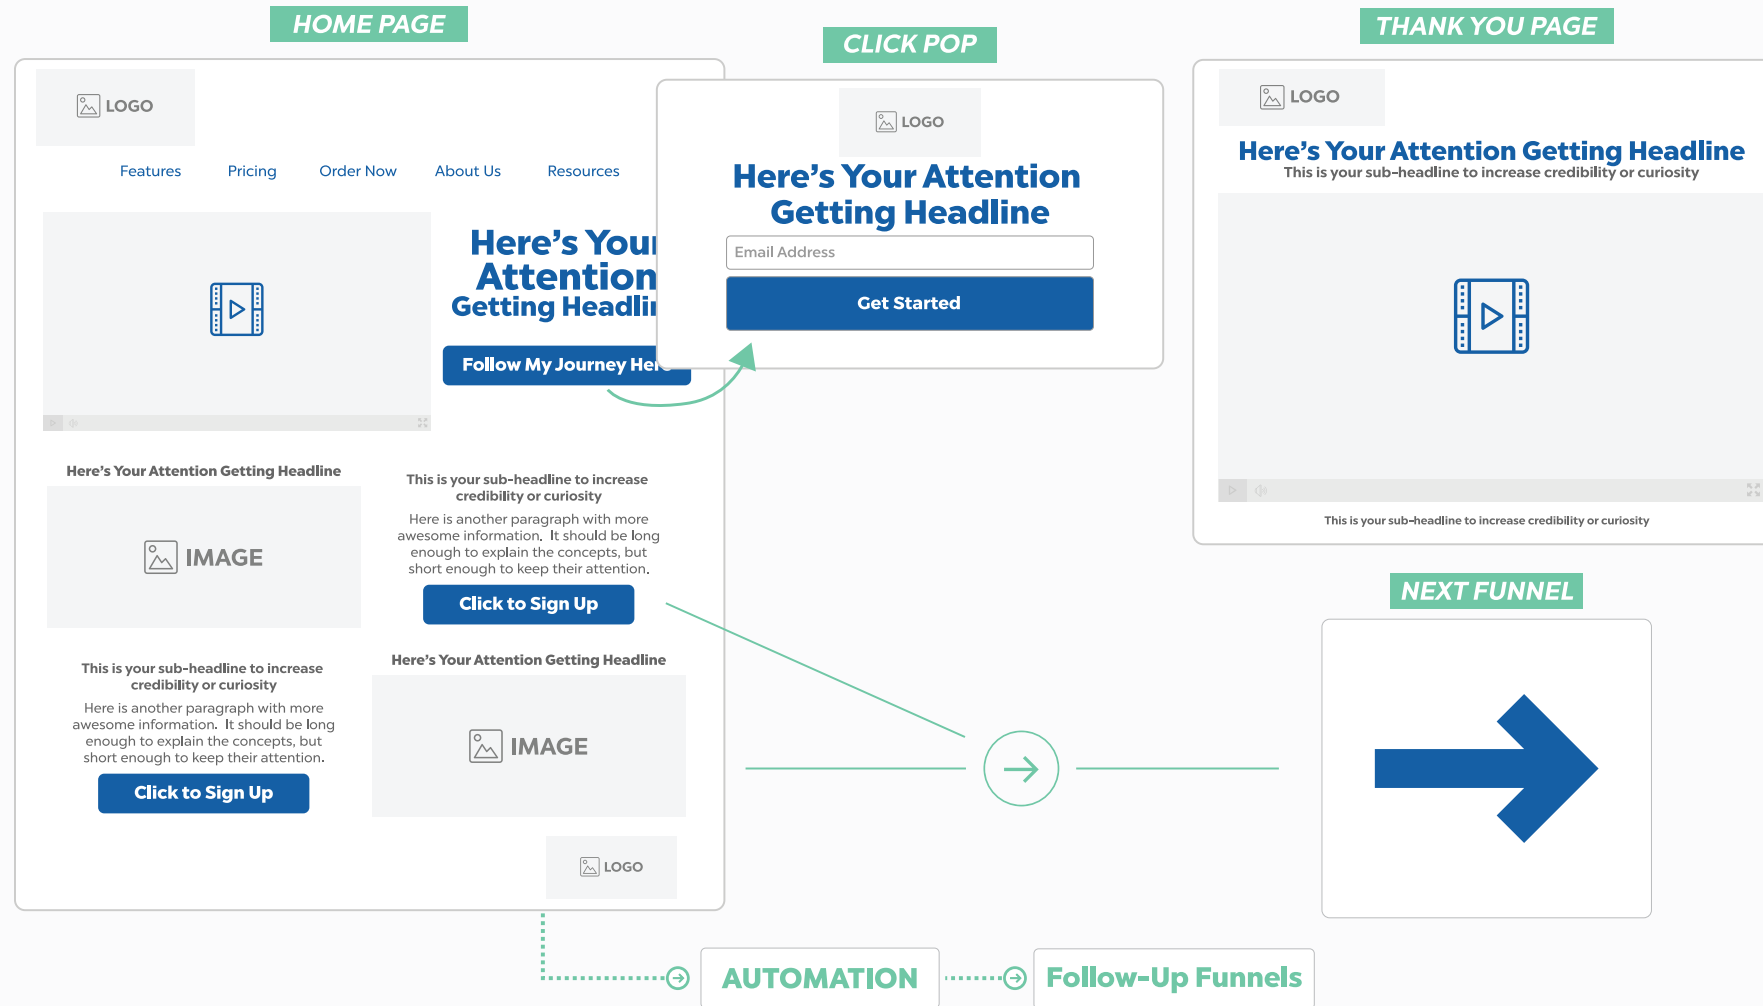 HOME PAGE
LOGO
Features Pricing Order Now About Us Resources
Here's Your
Attention
Getting Headlin
Follow My Journey Here
Here's Your Attention Getting Headline
IMAGE
This is your sub-headline to increase
credibility or curiosity
Here is another paragraph with more
awesome information. It should be long
enough to explain the concepts, but
short enough to keep their attention.
Click to Sign Up
This is your sub-headline to increase
credibility or curiosity
Here is another paragraph with more
awesome information. It should be long
enough to explain the concepts, but
short enough to keep their attention.
Click to Sign Up
Here's Your Attention Getting Headline
IMAGE
LOGO
CLICK POP
LOGO
Here's Your Attention
Getting Headline
Email Address
Get Started
THANK YOU PAGE
LOGO
Here's Your Attention Getting Headline
This is your sub-headline to increase credibility or curiosity
This is your sub-headline to increase credibility or curiosity
NEXT FUNNEL
AUTOMATION
Follow-Up Funnels